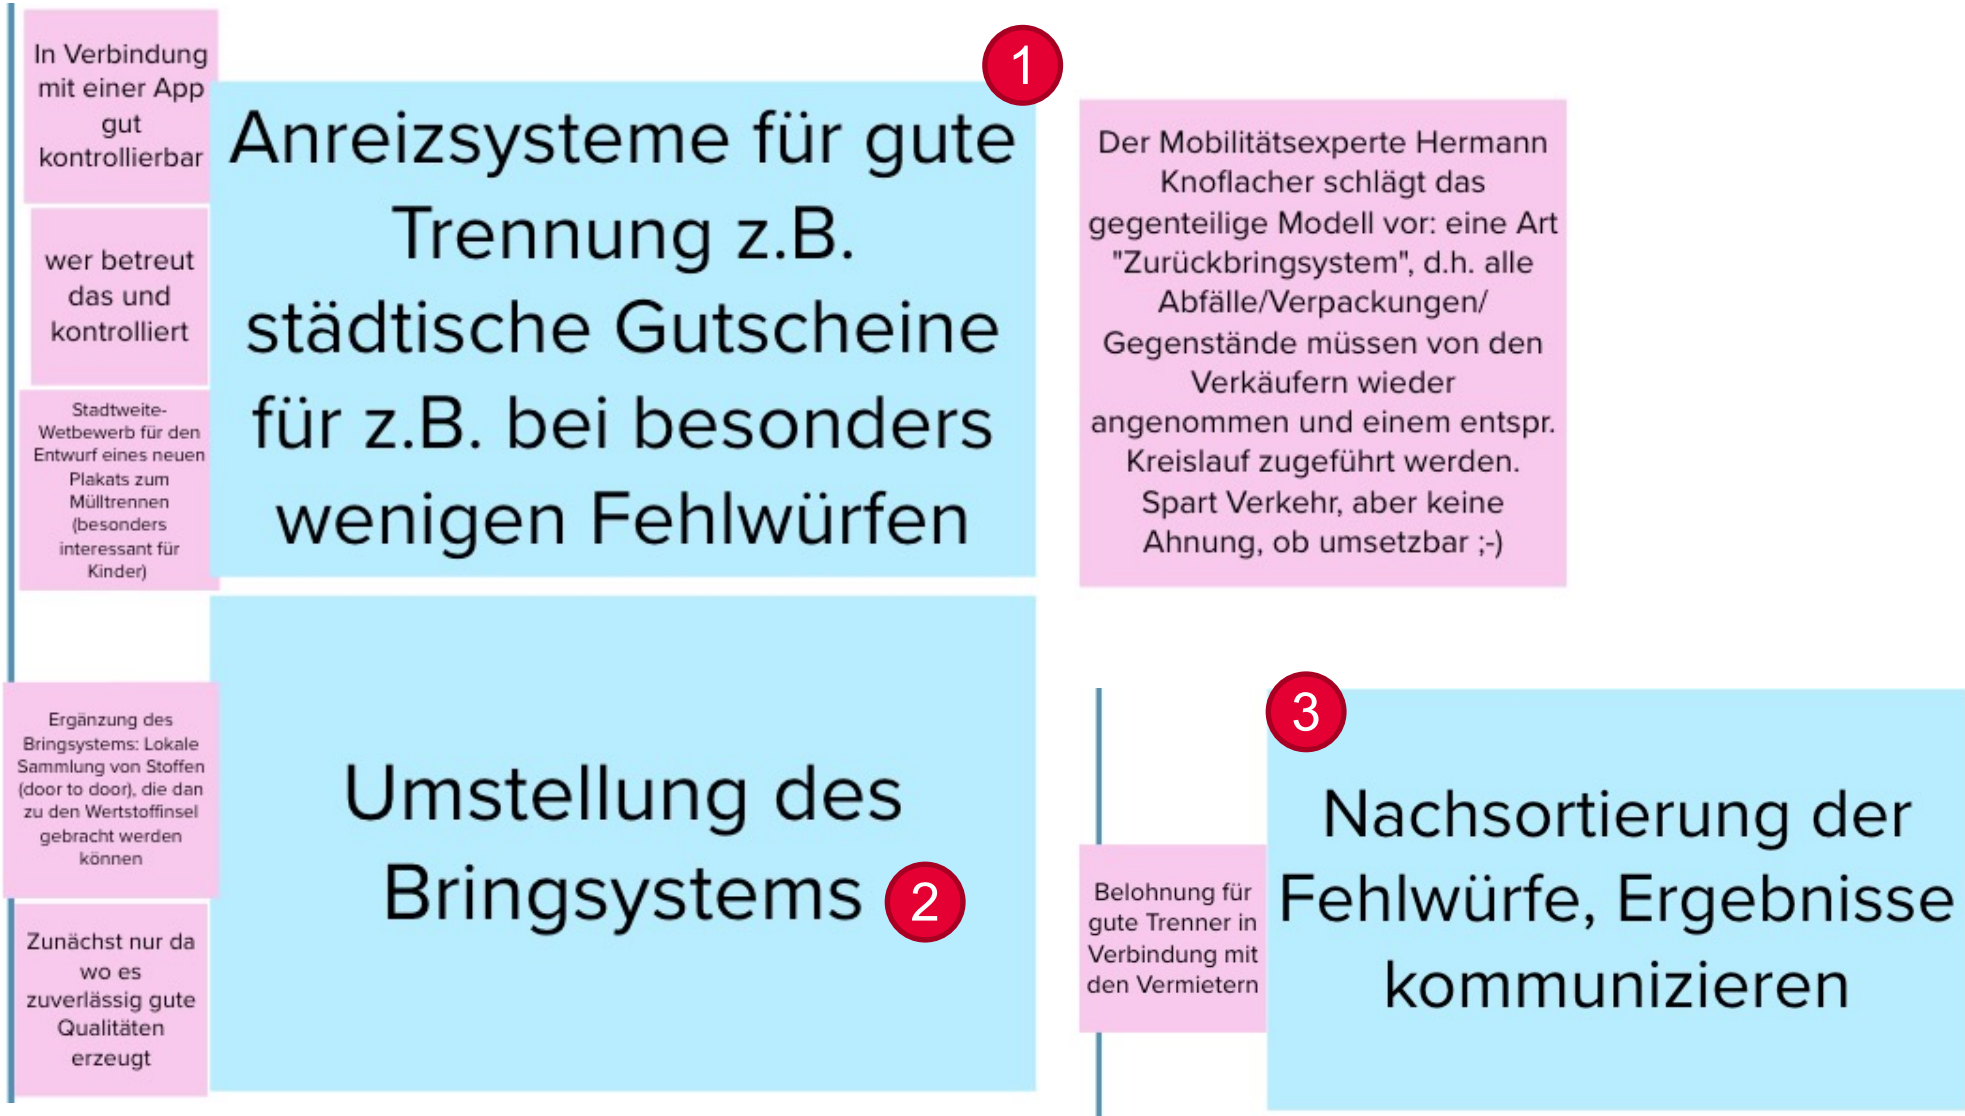 In Verbindung
mit einer App
gut
kontrollierbar
wer betreut
das und
kontrolliert
Stadtweite-
Wetbewerb für den
Entwurf eines neuen
Plakats zum
Mülltrennen
(besonders
interessant für
Kinder)
1
Anreizsysteme für gute
Trennung z.B.
städtische Gutscheine
für z.B. bei besonders
wenigen Fehlwürfen
Der Mobilitätsexperte Hermann
Knoflacher schlägt das
gegenteilige Modell vor: eine Art
"Zurückbringsystem", d.h. alle
Abfälle/Verpackungen/
Gegenstände müssen von den
Verkäufern wieder
angenommen und einem entspr.
Kreislauf zugeführt werden.
Spart Verkehr, aber keine
Ahnung, ob umsetzbar ;-)
Ergänzung des
Bringsystems: Lokale
Sammlung von Stoffen
(door to door), die dan
zu den Wertstoffinsel
gebracht werden
können
Zunächst nur da
wo es
zuverlässig gute
Qualitäten
erzeugt
Umstellung des
Bringsystems
2
3
Belohnung für
gute Trenner in
Verbindung mit
den Vermietern
Nachsortierung der
Fehlwürfe, Ergebnisse
kommunizieren